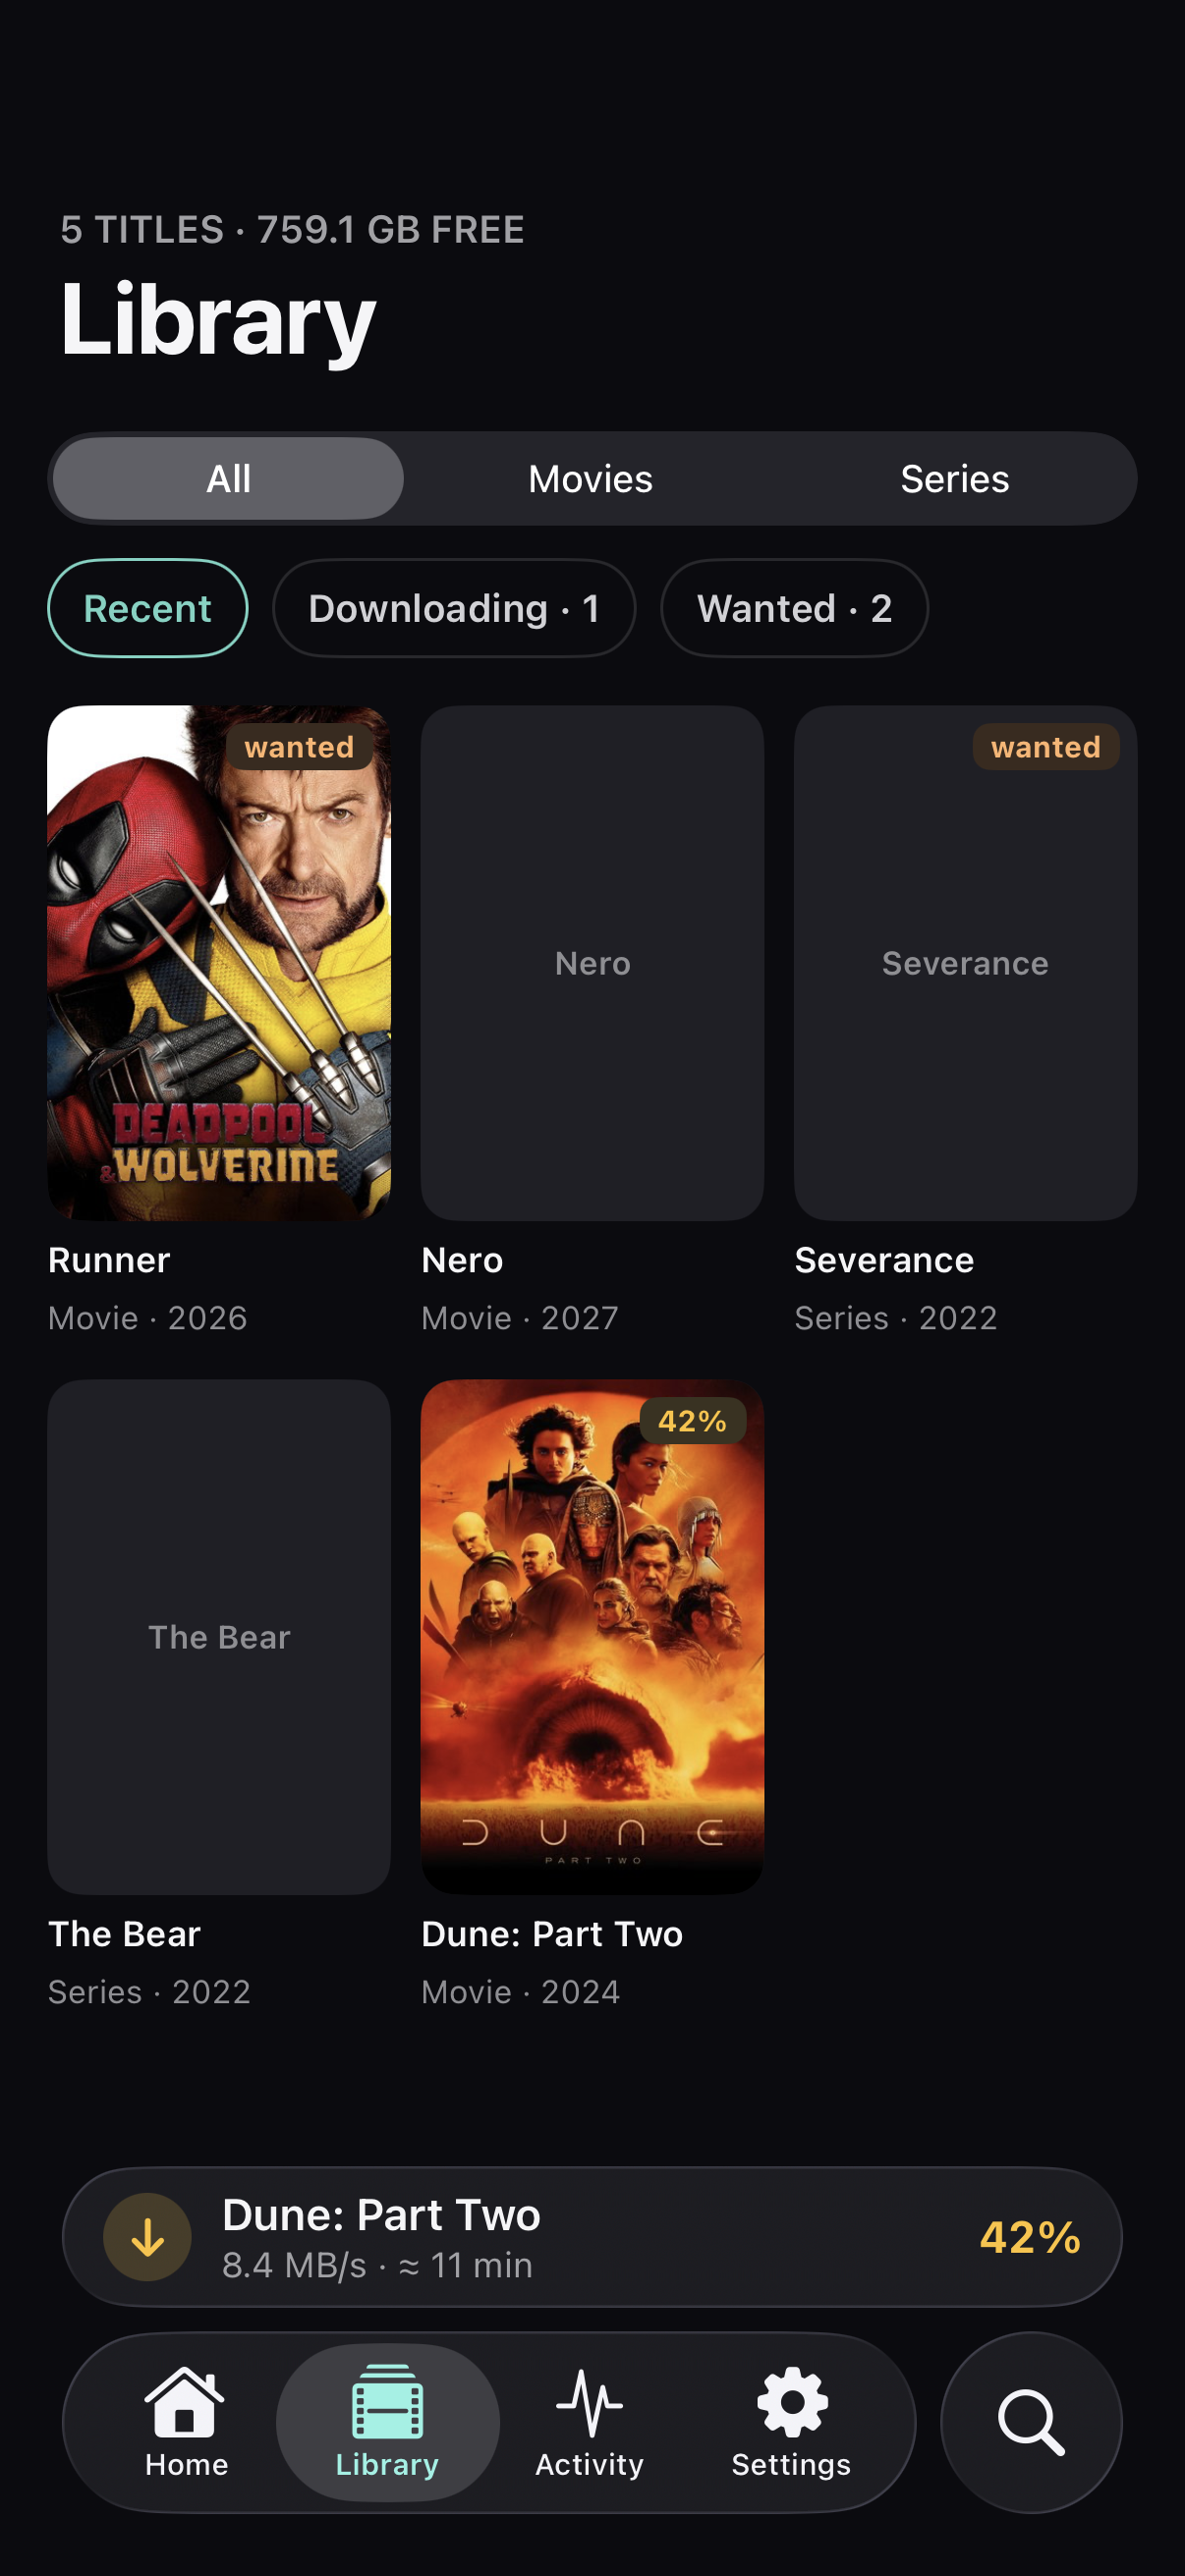 5 TITLES · 759.1 GB FREE
Library
All Movies Series
Recent Downloading · 1 Wanted · 2
wanted wanted
Nero Severance
DEADPOOL
&WOLVERINE
Runner Nero Severance
Movie · 2026 Movie · 2027 Series · 2022
42%
The Bear
DUNE
PART TWO
The Bear Dune: Part Two
Series · 2022 Movie · 2024
Dune: Part Two
8.4 MB/s · ≈ 11 min
42%
Home Library Activity Settings